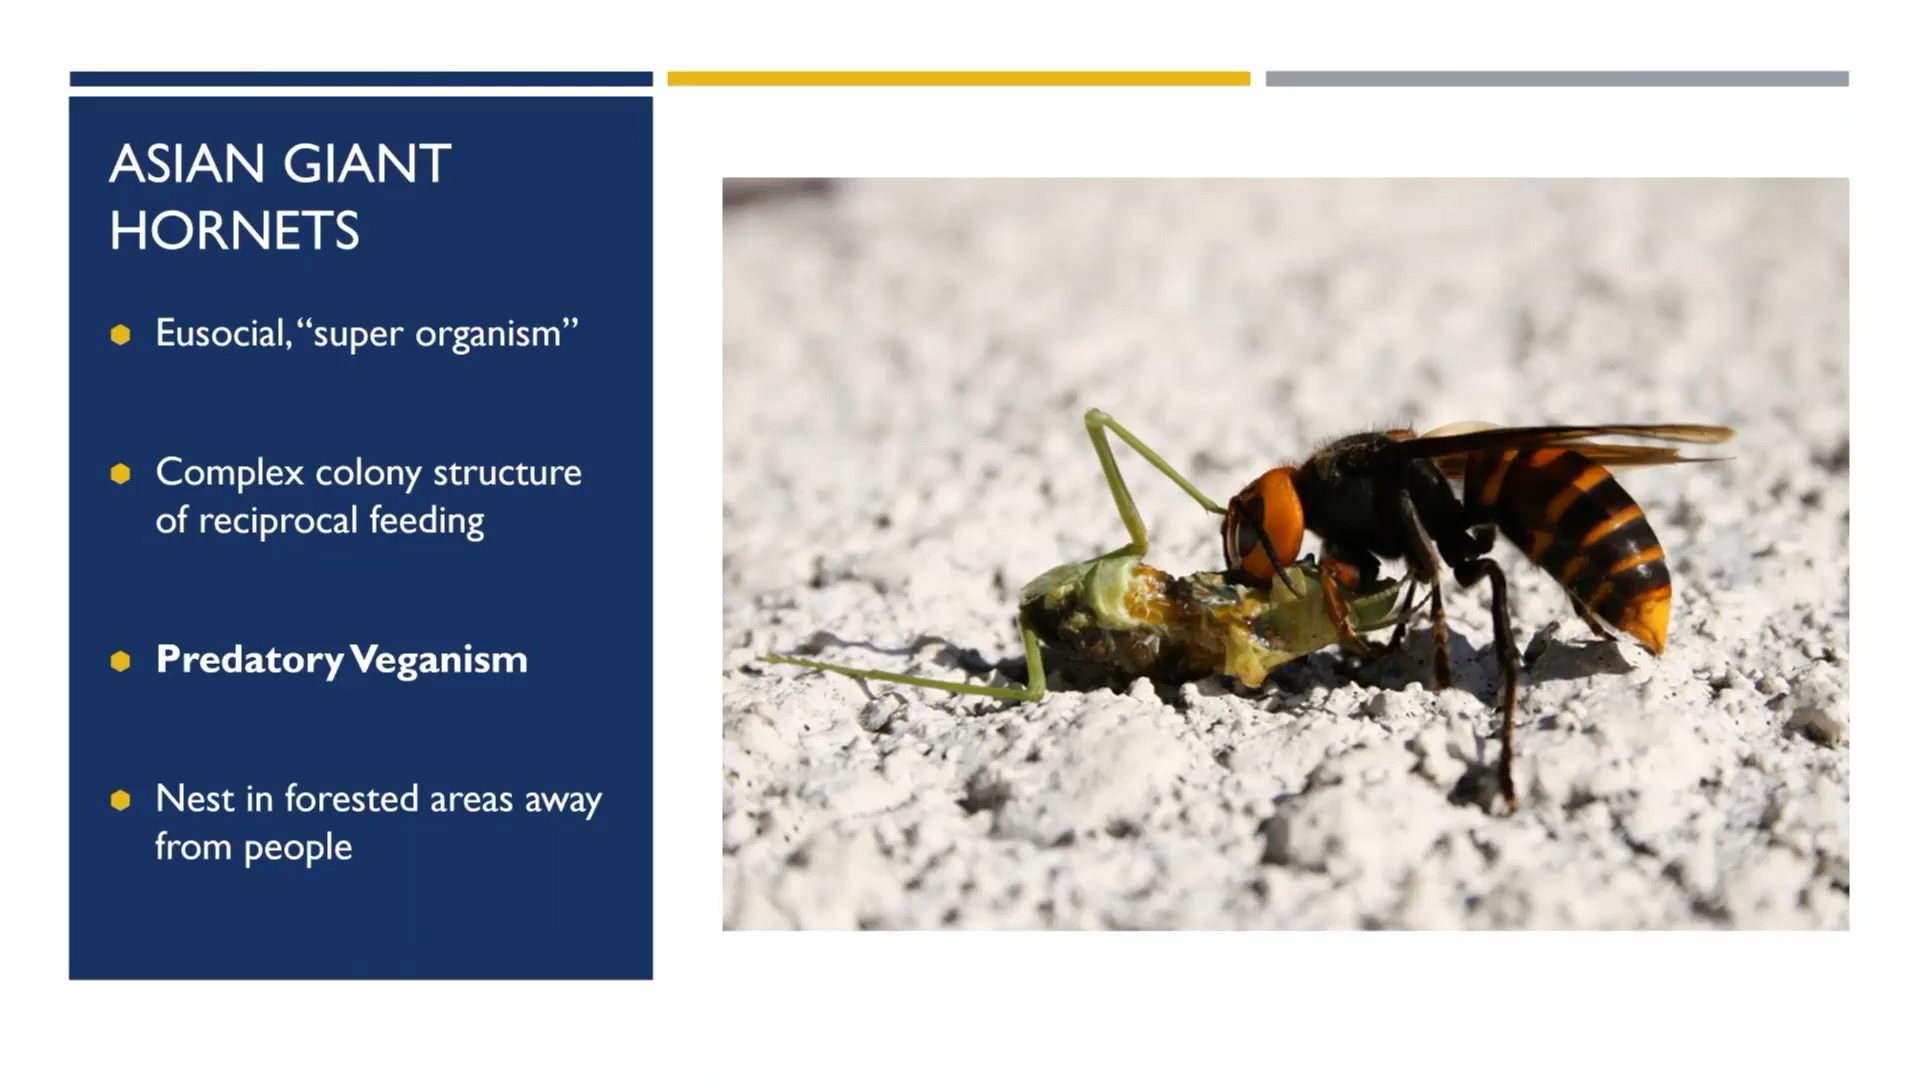 ASIAN GIANT
HORNETS
Eusocial, “super organism”
Complex colony structure
of reciprocal feeding
Predatory Veganism
Nest in forested areas away
from people